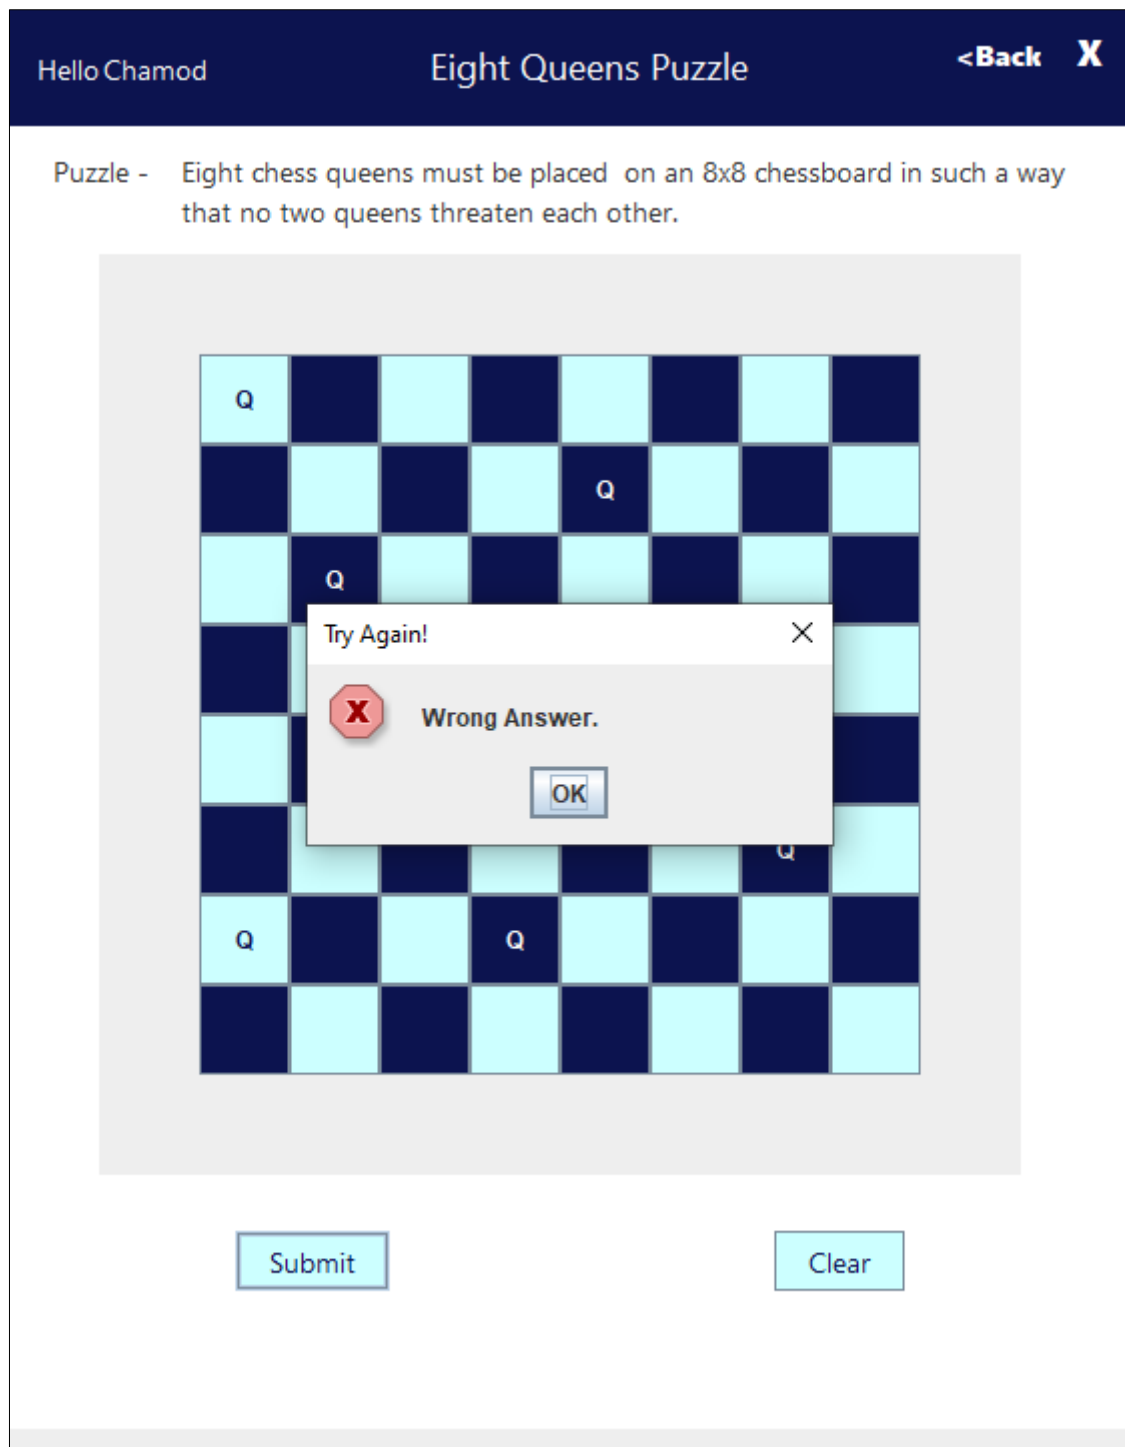 Hello Chamod
Eight Queens Puzzle
<Back X
Puzzle - Eight chess queens must be placed on an 8x8 chessboard in such a way
that no two queens threaten each other.
Q
Q
Q
Try Again!
X
Wrong Answer.
OK
Q
Q Q
Submit Clear